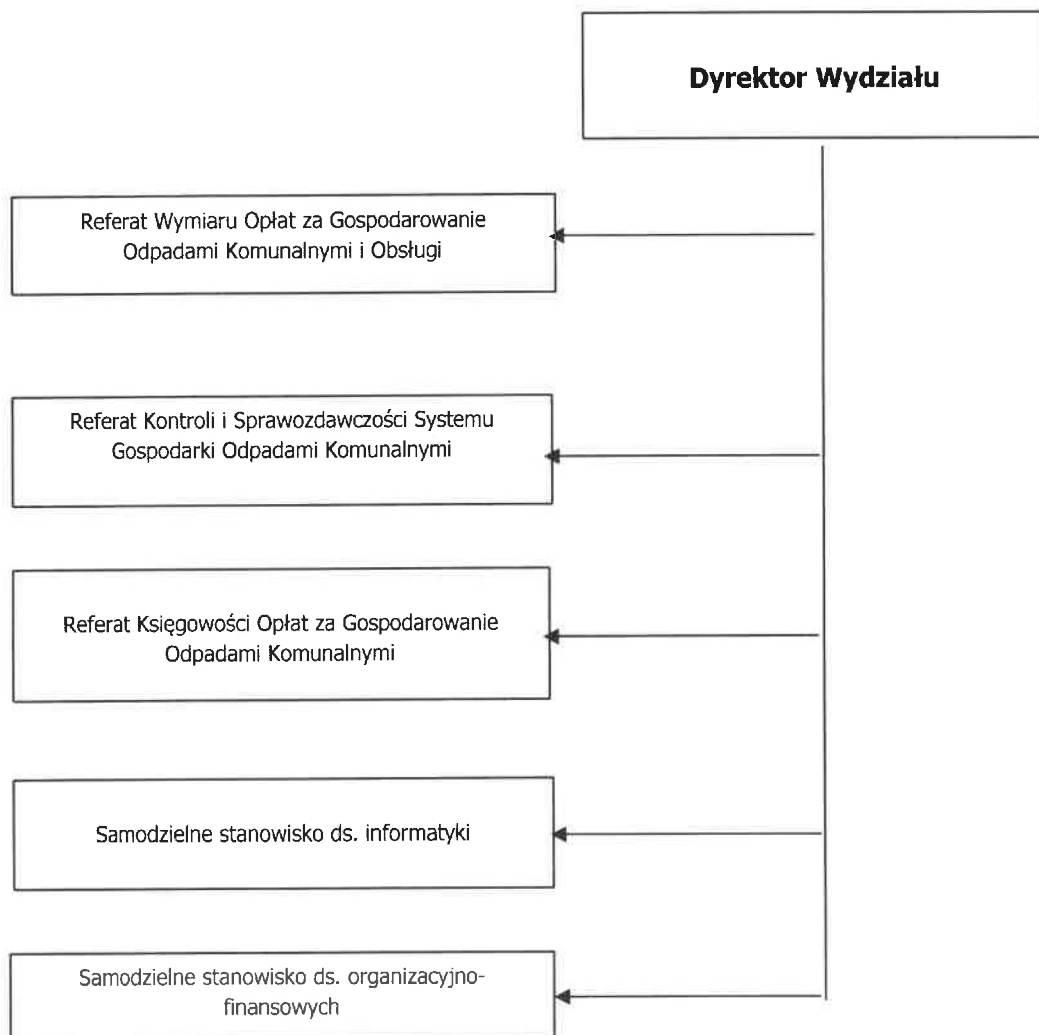 Dyrektor Wydziału
Referat Wymiaru Opłat za Gospodarowanie
Odpadami Komunalnymi i Obsługi
Referat Kontroli i Sprawozdawczości Systemu
Gospodarki Odpadami Komunalnymi
Referat Księgowości Opłat za Gospodarowanie
Odpadami Komunalnymi
Samodzielne stanowisko ds. informatyki
Samodzielne stanowisko ds. organizacyjno-
finansowych